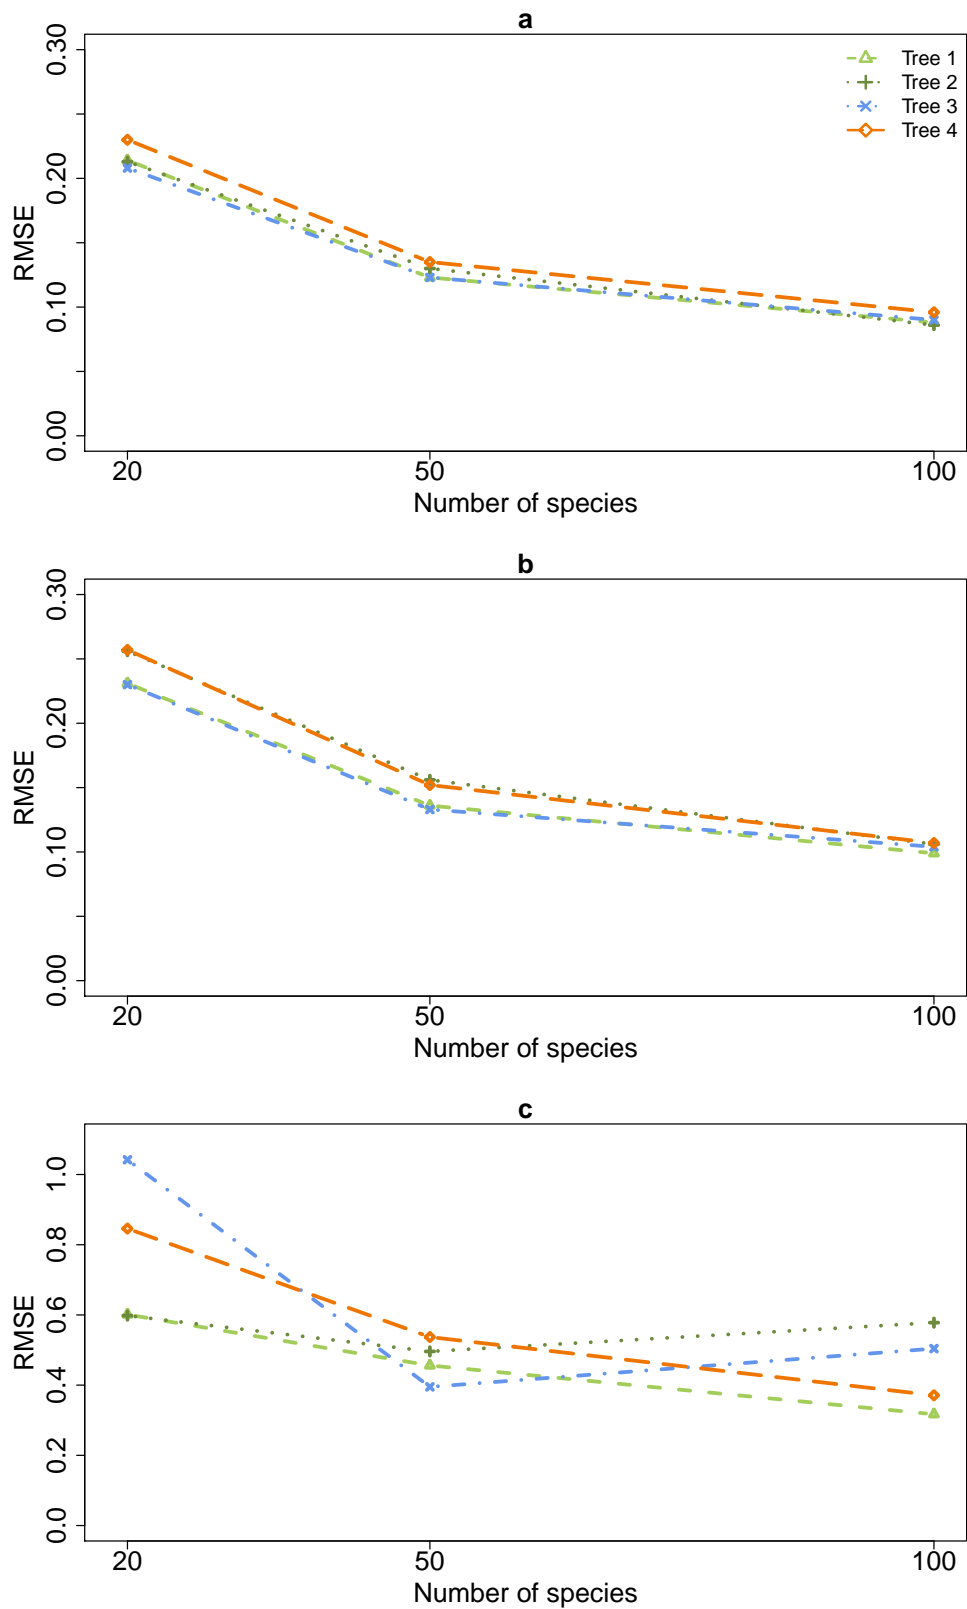 a
0.30
0.20
0.10
0.00
RMSE
Tree 1
Tree 2
Tree 3
Tree 4
20 50 100
Number of species
b
0.30
0.20
0.10
0.00
RMSE
20 50 100
Number of species
c
1.0
0.8
0.6
0.4
0.2
0.0
RMSE
20 50 100
Number of species